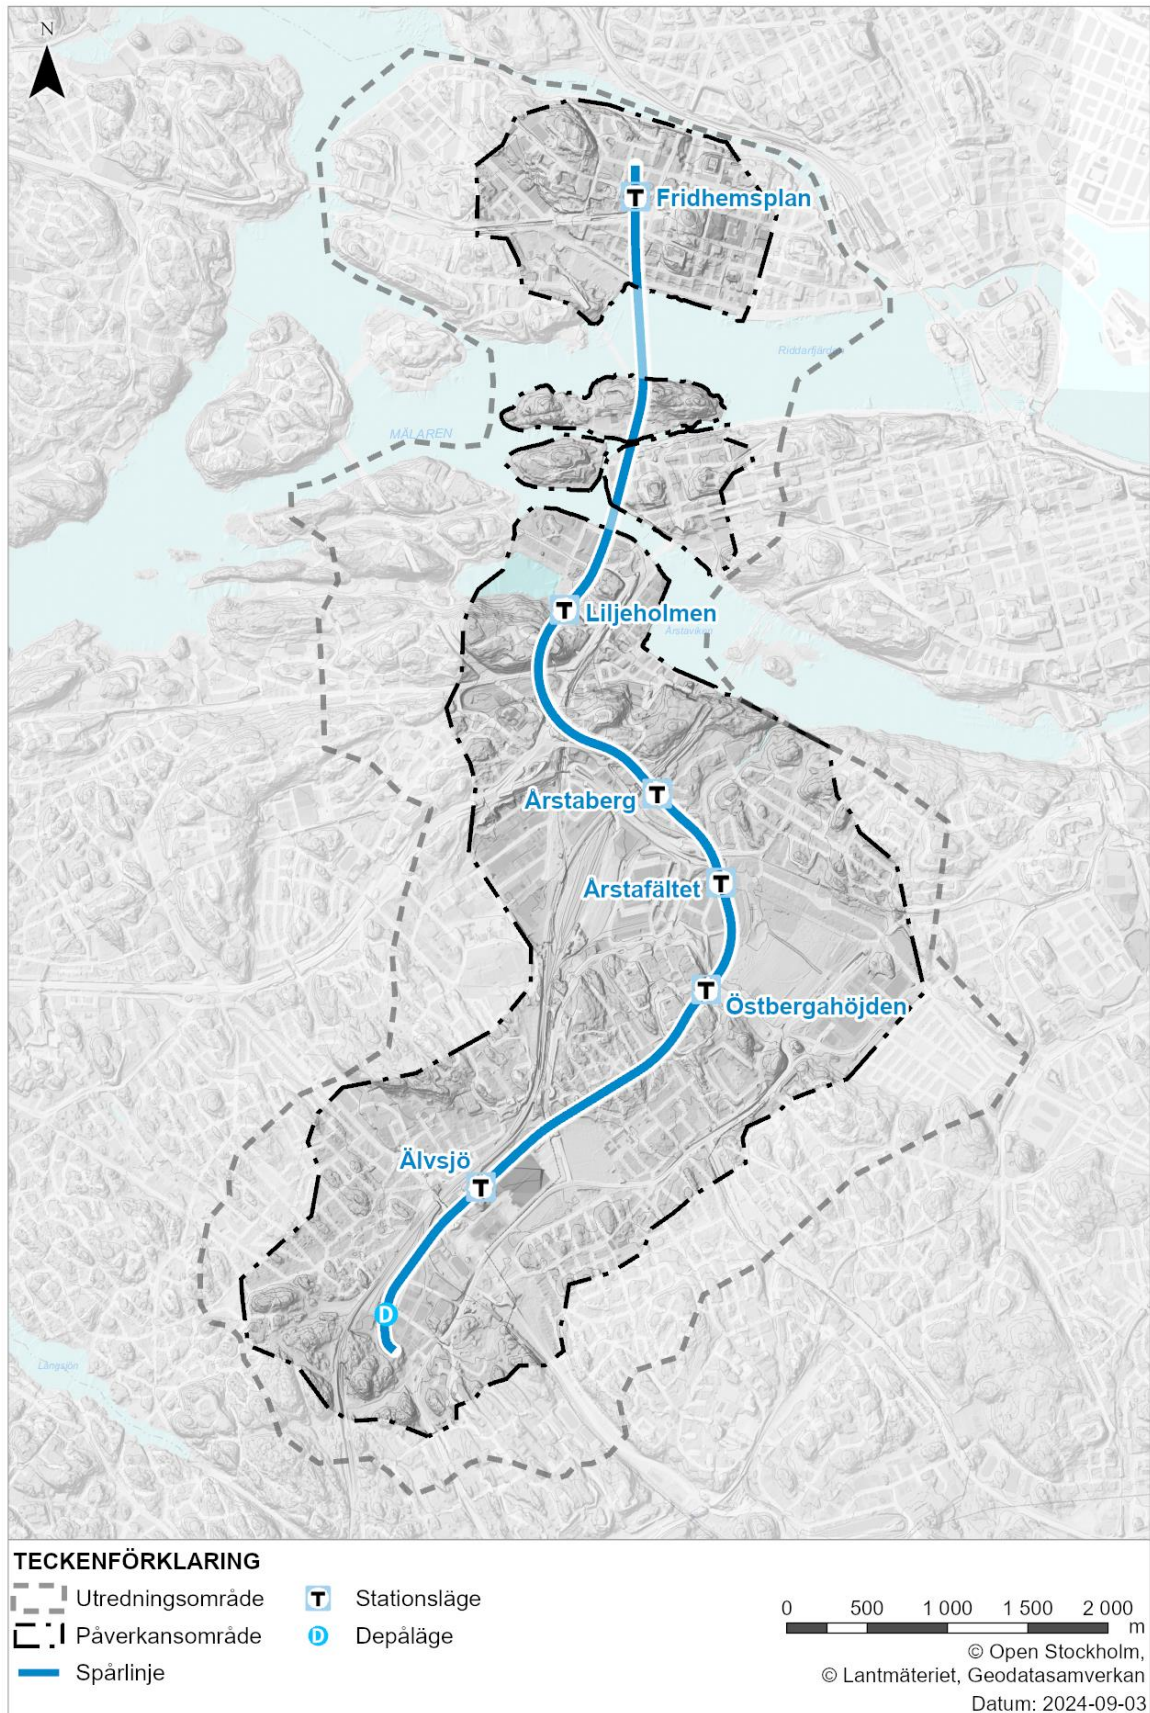 N
Fridhemsplan
Riddarfjärden
MÄLAREN
T
Liljeholmen
Årstaviken
Årstaberg
T
Årstafältet
T
T
Östbergahöjden
Älvsjö
T
D
Långsjön
TECKENFÖRKLARING
Utredningsområde
T Stationsläge
Påverkansområde
D Depåläge
Spårlinje
0 500 1 000 1 500 2 000
m
© Open Stockholm,
© Lantmäteriet, Geodatasamverkan
Datum: 2024-09-03